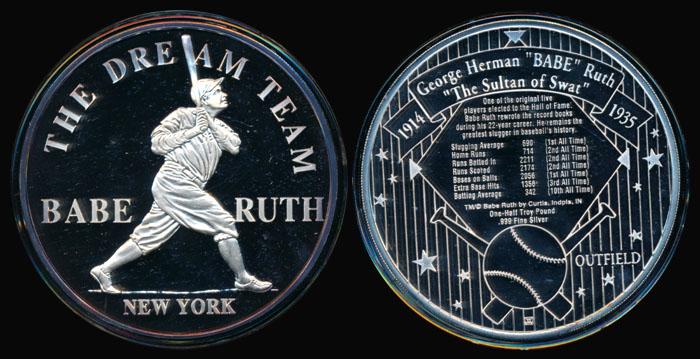 THE DREAM TEAM
BABE RUTH
NEW YORK
George Herman "BABE" Ruth
"The Sultan of Swat"
1914
1935
One of the original five
players elected to the Hall of Fame.
Babe Ruth rewrote the record books
during his 22-year career. He remains the
greatest slugger in baseball's history.
Slugging Average 690 (1st All Time)
Home Runs 714 (2nd All Time)
Runs Batted In 2211 (2nd All Time)
Runs Scored 2174 (2nd All Time)
Bases on Balls 2056 (1st All Time)
Extra Base Hits 1356 (3rd All Time)
Batting Average 342 (10th All Time)
TM/© Babe Ruth by Curtis, Indpls, IN
One-Half Troy Pound
.999 Fine Silver
OUTFIELD